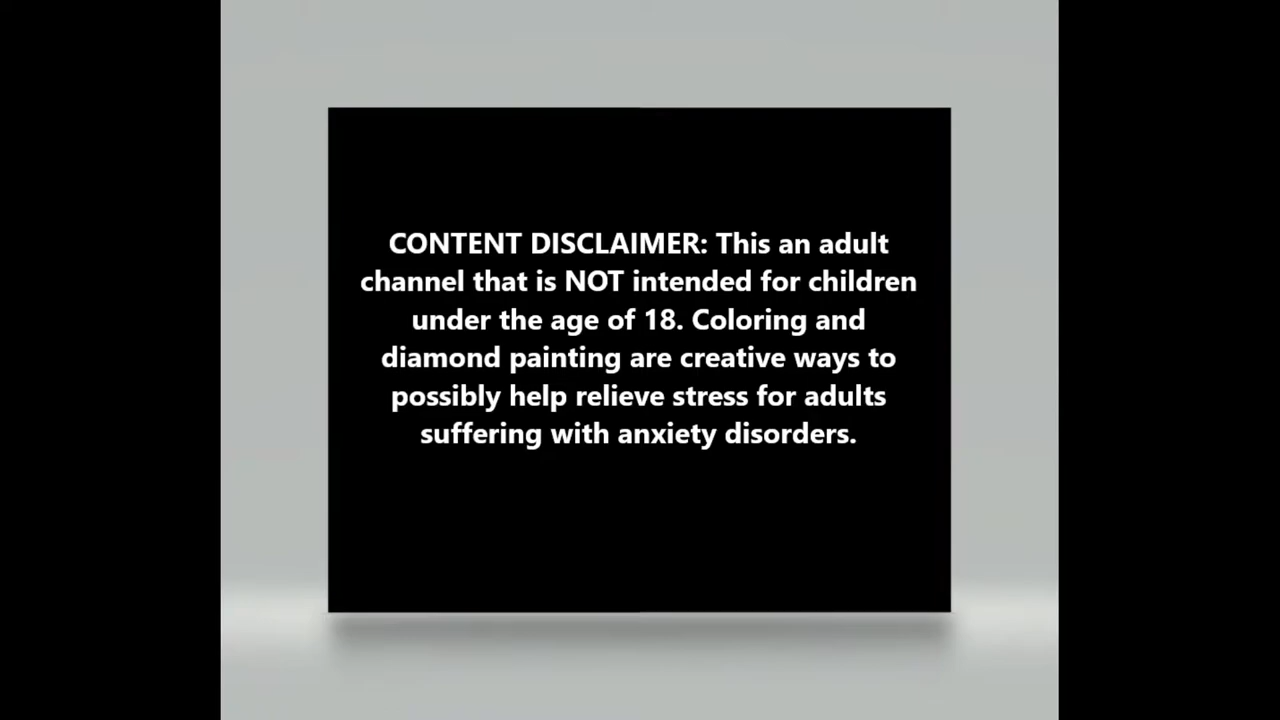 CONTENT DISCLAIMER: This an adult
channel that is NOT intended for children
under the age of 18. Coloring and
diamond painting are creative ways to
possibly help relieve stress for adults
suffering with anxiety disorders.